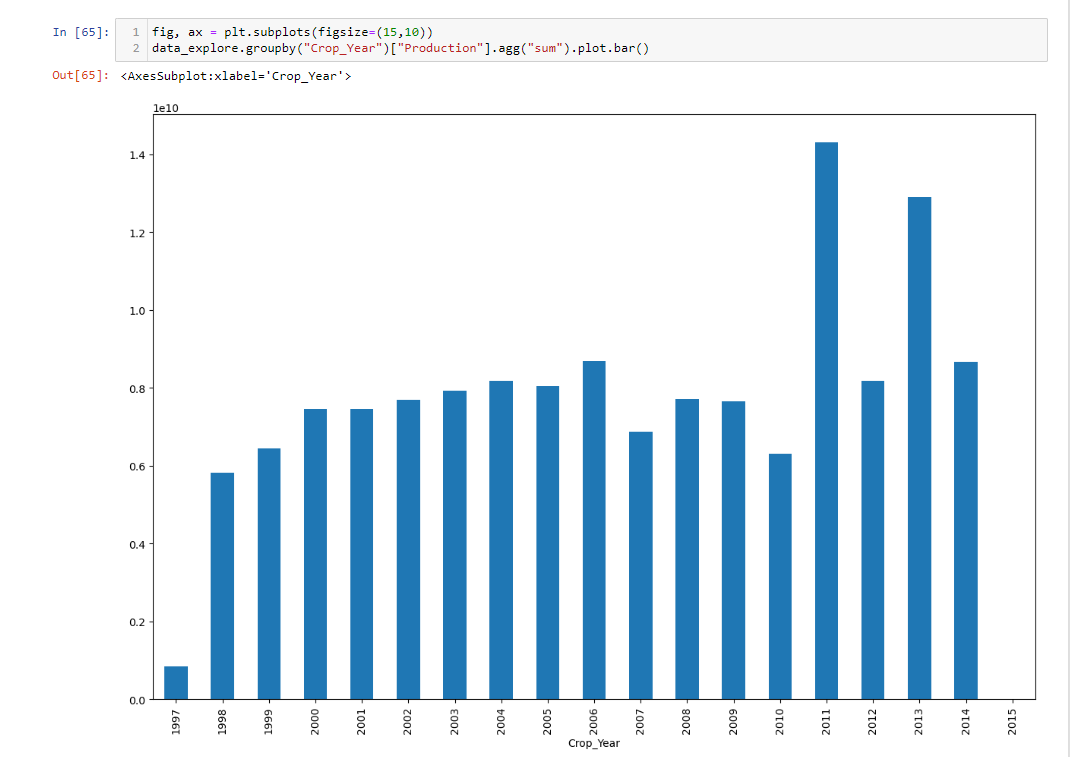 In [65]:
1 fig, ax = plt.subplots(figsize=(15,10))
2 data_explore.groupby("Crop_Year")["Production"].agg("sum").plot.bar()
Out[65]: <AxesSubplot:xlabel='Crop_Year'>
1e10
1.4
1.2
1.0
0.8
0.6
0.4
0.2
0.0
1997 1998 1999 2000 2001 2002 2003 2004 2005 2006 2007 2008 2009 2010 2011 2012 2013 2014 2015
Crop_Year